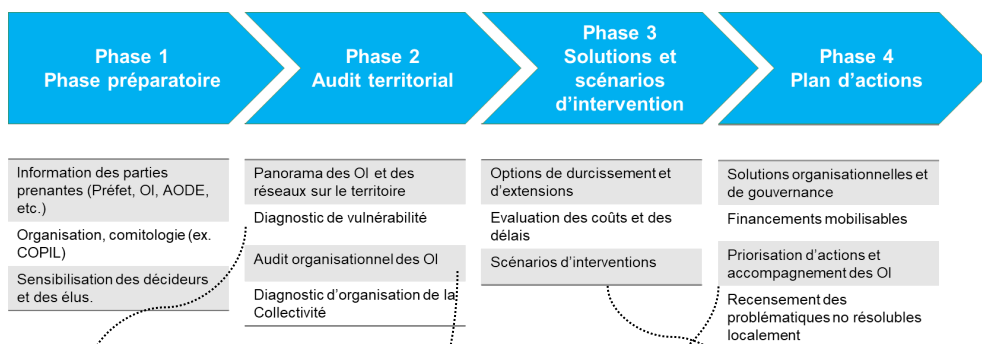 Phase 1
Phase préparatoire
Phase 2
Audit territorial
Phase 3
Solutions et
scénarios
d'intervention
Phase 4
Plan d'actions
Information des parties
prenantes (Préfet, OI, AODE,
etc.)
Organisation, comitologie (ex.
COPIL)
Sensibilisation des décideurs
et des élus.
Panorama des OI et des
réseaux sur le territoire
Diagnostic de vulnérabilité
Audit organisationnel des OI
Diagnostic d'organisation de la
Collectivité
Options de durcissement et
d'extensions
Evaluation des coûts et des
délais
Scénarios d'interventions
Solutions organisationnelles et
de gouvernance
Financements mobilisables
Priorisation d'actions et
accompagnement des OI
Recensement des
problématiques no résolubles
localement